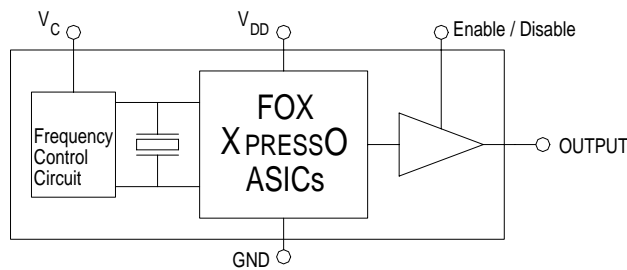 VC
VDD
Enable / Disable
Frequency
Control
Circuit
FOX
XPRESSO
ASICs
OUTPUT
GND